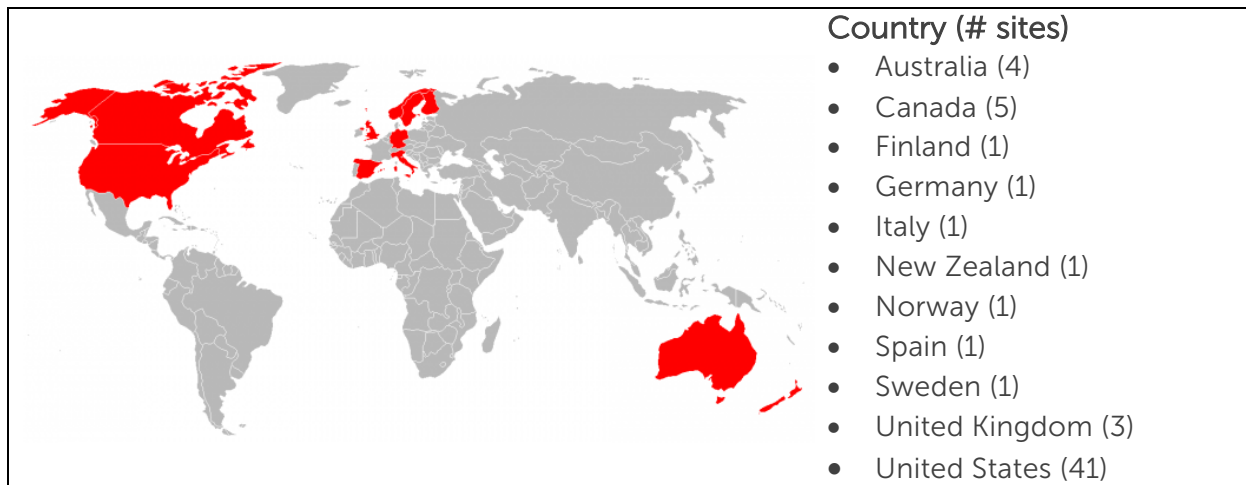 Country (# sites)
• Australia (4)
• Canada (5)
• Finland (1)
• Germany (1)
• Italy (1)
• New Zealand (1)
• Norway (1)
• Spain (1)
• Sweden (1)
• United Kingdom (3)
• United States (41)